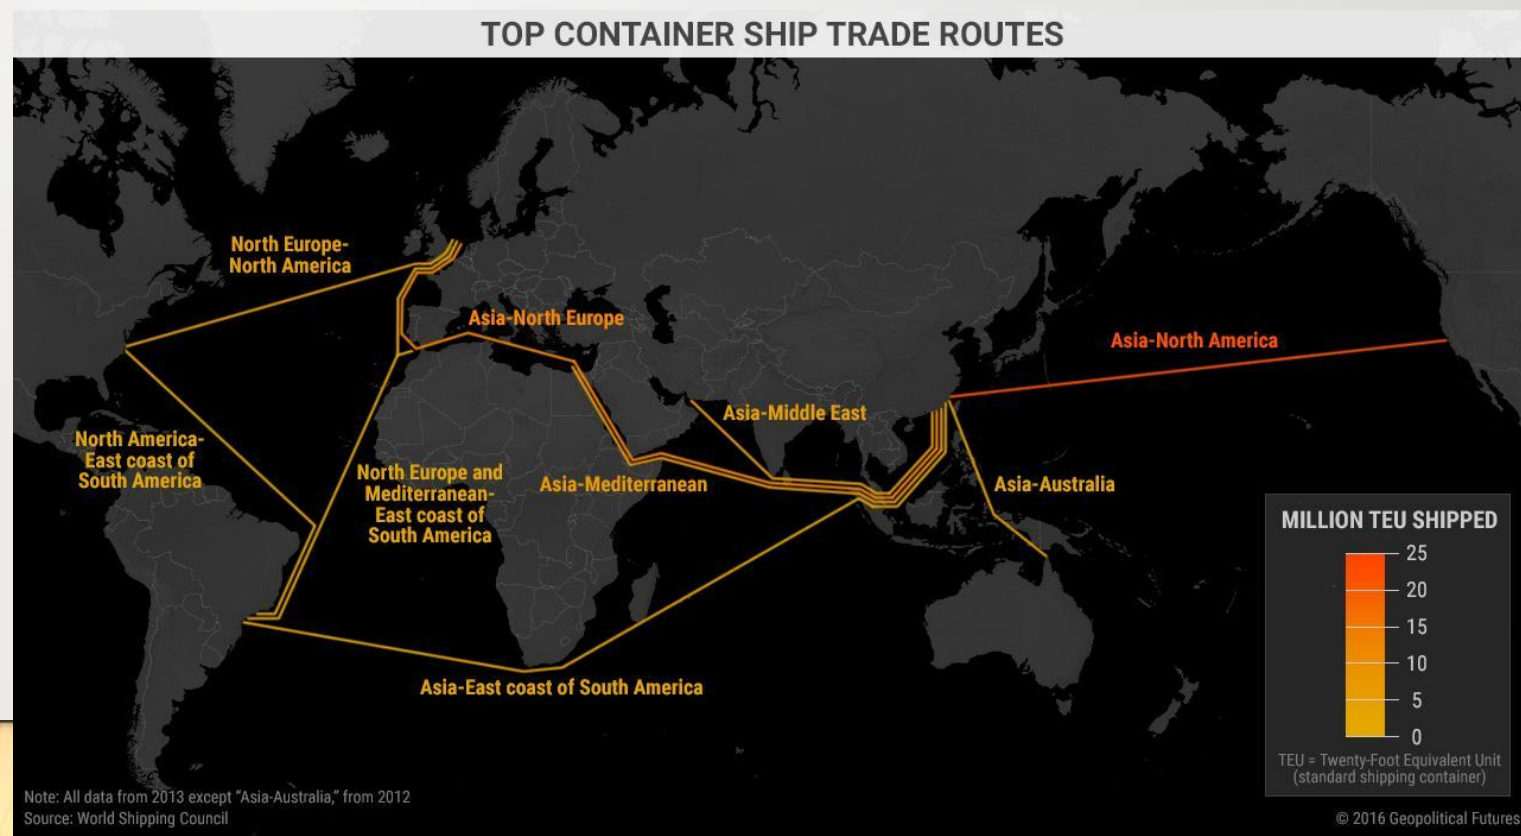 TOP CONTAINER SHIP TRADE ROUTES
North Europe-
North America
Asia-North Europe
Asia-North America
Asia-Middle East
North America-
East coast of
South America
North Europe and
Mediterranean-
East coast of
South America
Asia-Mediterranean
Asia-Australia
Asia-East coast of South America
MILLION TEU SHIPPED
25
20
15
10
5
0
TEU = Twenty-Foot Equivalent Unit
(standard shipping container)
Note: All data from 2013 except "Asia-Australia," from 2012
Source: World Shipping Council
© 2016 Geopolitical Futures